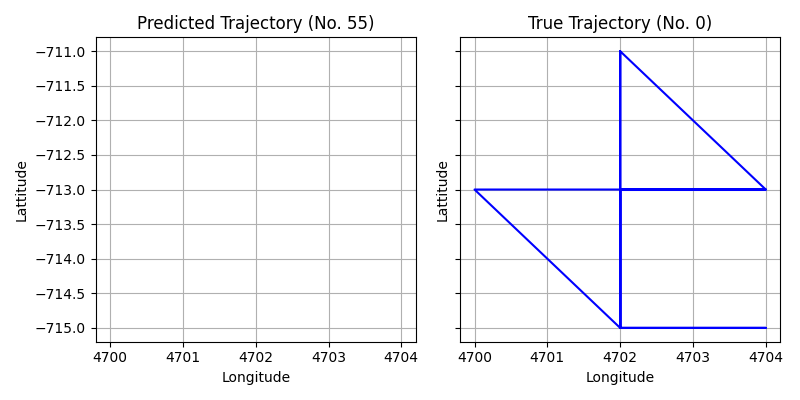 Predicted Trajectory (No. 55)
True Trajectory (No. 0)
−711.0
−711.5
−712.0
−712.5
−713.0
−713.5
−714.0
−714.5
−715.0
Lattitude
Lattitude
4700 4701 4702 4703 4704
4700 4701 4702 4703 4704
Longitude
Longitude